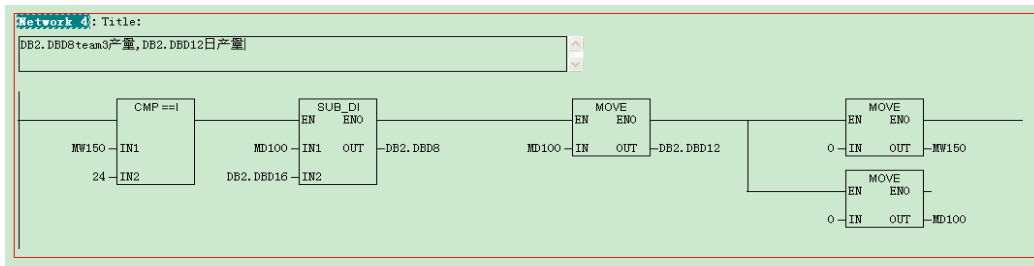 Network 4: Title:
DB2.DBD8team3产量,DB2.DBD12日产量
CMP ==I SUB_DI MOVE MOVE
EN ENO EN ENO EN ENO
MW150 IN1 MD100 IN1 OUT DB2.DBD8 MD100 IN OUT DB2.DBD12 0 IN OUT MW150
24 IN2 DB2.DBD16 IN2
MOVE
EN ENO
0 IN OUT MD100